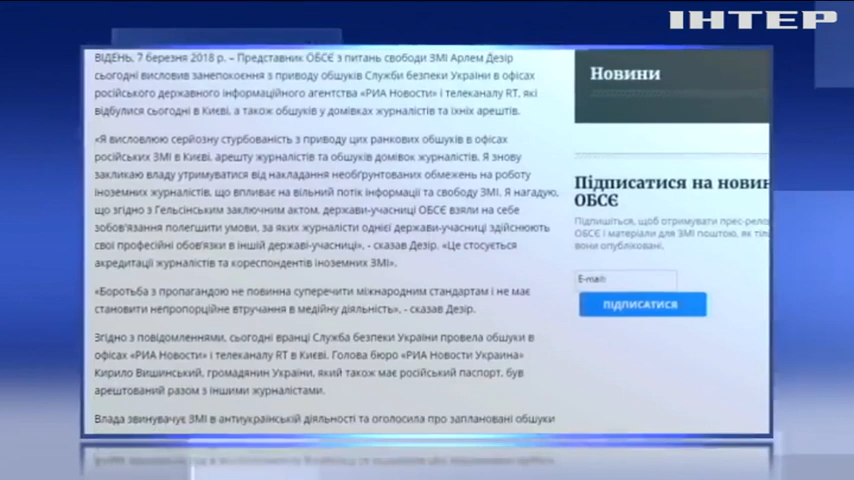 ІНТЕР
ВІДЕНЬ, 7 березня 2018 р. – Представник ОБСЄ з питань свободи ЗМІ Арлем Дезір
сьогодні висловив занепокоєння з приводу обшуків Служби безпеки України в офісах
російського державного інформаційного агентства «РИА Новости» і телеканалу RT, які
відбулися сьогодні в Києві, а також обшуків у домівках журналістів та їхніх арештів.
«Я висловлюю серйозну стурбованість з приводу цих ранкових обшуків в офісах
російських ЗМІ в Києві, арешту журналістів та обшуків домівок журналістів. Я знову
закликаю владу утримуватися від накладання необґрунтованих обмежень на роботу
іноземних журналістів, що впливає на вільний потік інформації та свободу ЗМІ. Я нагадую,
що згідно з Гельсінським заключним актом, держави-учасниці ОБСЄ взяли на себе
зобов'язання полегшити умови, за яких журналісти однієї держави-учасниці здійснюють
свої професійні обов'язки в іншій державі-учасниці», - сказав Дезір. «Це стосується
акредитації журналістів та кореспондентів іноземних ЗМІ».
«Боротьба з пропагандою не повинна суперечити міжнародним стандартам і не має
становити непропорційне втручання в медійну діяльність», - сказав Дезір.
Згідно з повідомленнями, сьогодні вранці Служба безпеки України провела обшуки в
офісах «РИА Новости» і телеканалу RT в Києві. Голова бюро «РИА Новости Украина»
Кирило Вишинський, громадянин України, який також має російський паспорт, був
арештований разом з іншими журналістами.
Влада звинувачує ЗМІ в антиукраїнській діяльності та оголосила про заплановані обшуки
Новини
Підписатися на новин
ОБСЄ
Підпишіться, щоб отримувати прес-рело
ОБСЄ і матеріали для ЗМІ поштою, як тіль
вони опубліковані.
E-mail:
ПІДПИСАТИСЯ